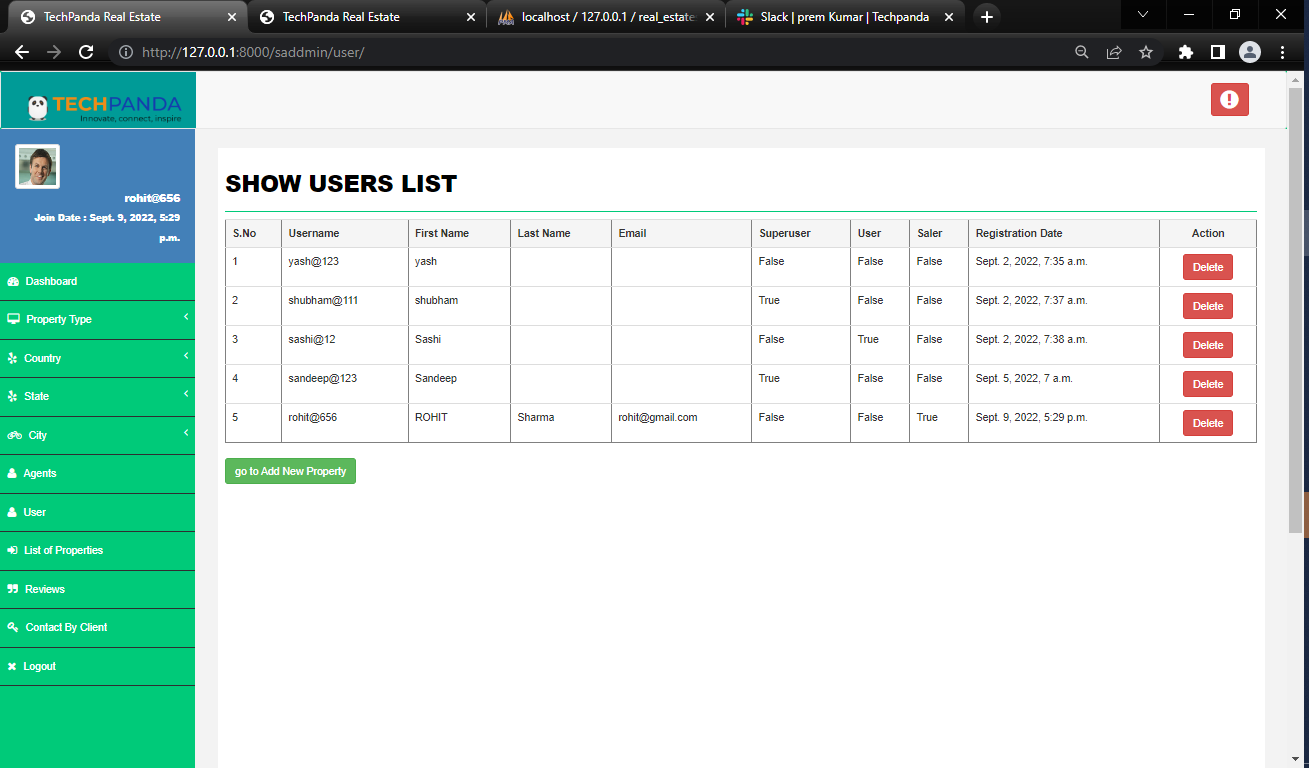 TechPanda Real Estate
TechPanda Real Estate
localhost / 127.0.0.1 / real_estate
Slack | prem Kumar | Techpanda
http://127.0.0.1:8000/saddmin/user/
TECHPANDA
Innovate, connect, inspire
rohit@656
Join Date : Sept. 9, 2022, 5:29
p.m.
Dashboard
Property Type
Country
State
City
Agents
User
List of Properties
Reviews
Contact By Client
Logout
SHOW USERS LIST
S.No Username First Name Last Name Email Superuser User Saler Registration Date Action
1 yash@123 yash False False False Sept. 2, 2022, 7:35 a.m. Delete
2 shubham@111 shubham True False False Sept. 2, 2022, 7:37 a.m. Delete
3 sashi@12 Sashi False True False Sept. 2, 2022, 7:38 a.m. Delete
4 sandeep@123 Sandeep True False False Sept. 5, 2022, 7 a.m. Delete
5 rohit@656 ROHIT Sharma rohit@gmail.com False False True Sept. 9, 2022, 5:29 p.m. Delete
go to Add New Property